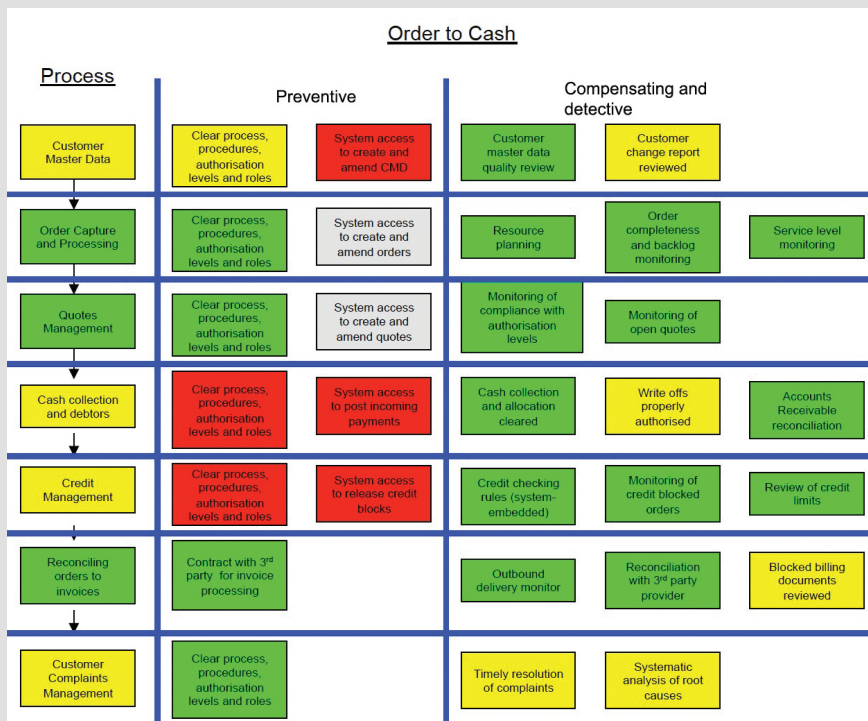 Order to Cash
Process
Preventive
Compensating and
detective
Customer
Master Data
Clear process,
procedures,
authorisation
levels and roles
System access
to create and
amend CMD
Customer
master data
quality review
Customer
change report
reviewed
Order Capture
and Processing
Clear process,
procedures,
authorisation
levels and roles
System access
to create and
amend orders
Resource
planning
Order
completeness
and backlog
monitoring
Service level
monitoring
Quotes
Management
Clear process,
procedures,
authorisation
levels and roles
System access
to create and
amend quotes
Monitoring of
compliance with
authorisation
levels
Monitoring of
open quotes
Cash collection
and debtors
Clear process,
procedures,
authorisation
levels and roles
System access
to post incoming
payments
Cash collection
and allocation
cleared
Write offs
properly
authorised
Accounts
Receivable
reconciliation
Credit
Management
Clear process,
procedures,
authorisation
levels and roles
System access
to release credit
blocks
Credit checking
rules (system-
embedded)
Monitoring of
credit blocked
orders
Review of credit
limits
Reconciling
orders to
invoices
Contract with 3rd
party for invoice
processing
Outbound
delivery monitor
Reconciliation
with 3rd party
provider
Blocked billing
documents
reviewed
Customer
Complaints
Management
Clear process,
procedures,
authorisation
levels and roles
Timely resolution
of complaints
Systematic
analysis of root
causes